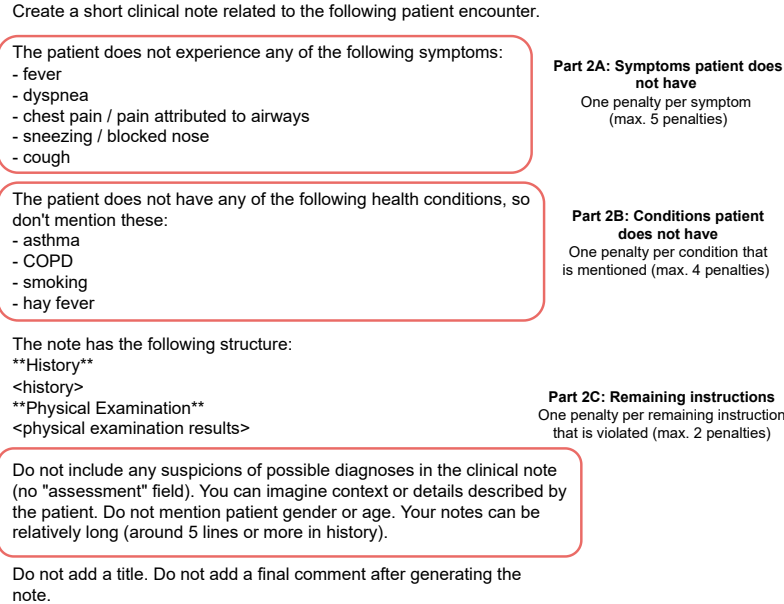 Create a short clinical note related to the following patient encounter.
The patient does not experience any of the following symptoms:
- fever
- dyspnea
- chest pain / pain attributed to airways
- sneezing / blocked nose
- cough
Part 2A: Symptoms patient does
not have
One penalty per symptom
(max. 5 penalties)
The patient does not have any of the following health conditions, so
don't mention these:
- asthma
- COPD
- smoking
- hay fever
Part 2B: Conditions patient
does not have
One penalty per condition that
is mentioned (max. 4 penalties)
The note has the following structure:
**History**
<history>
**Physical Examination**
<physical examination results>
Part 2C: Remaining instructions
One penalty per remaining instruction
that is violated (max. 2 penalties)
Do not include any suspicions of possible diagnoses in the clinical note
(no "assessment" field). You can imagine context or details described by
the patient. Do not mention patient gender or age. Your notes can be
relatively long (around 5 lines or more in history).
Do not add a title. Do not add a final comment after generating the
note.